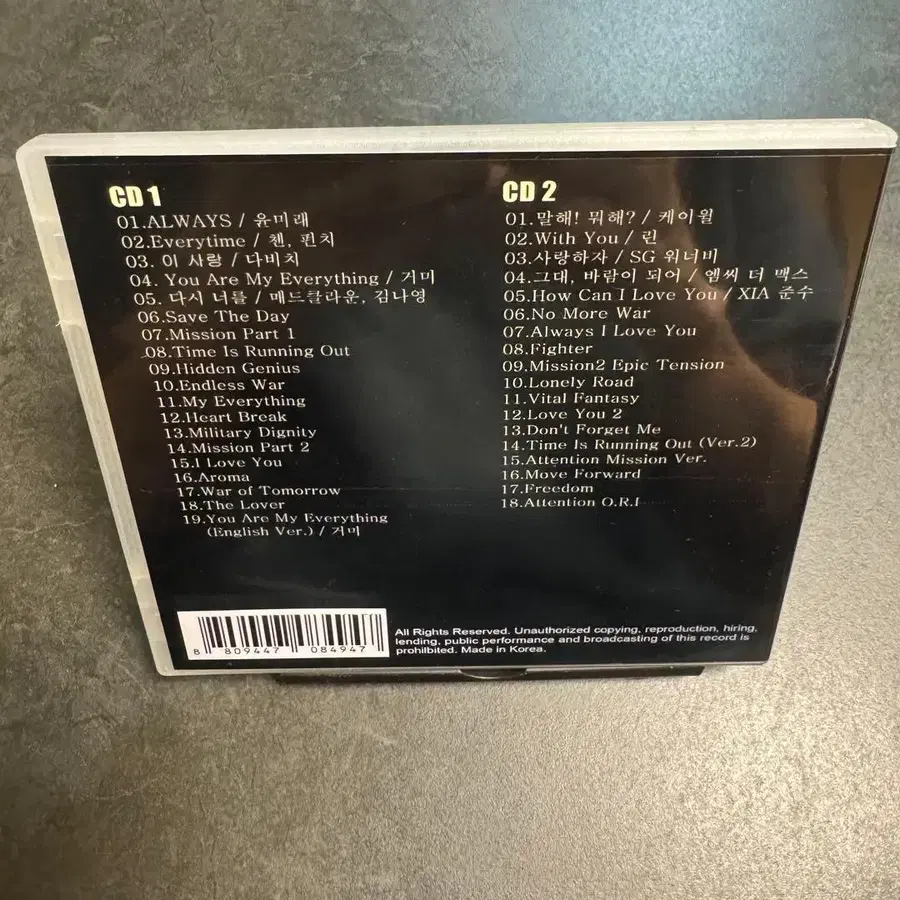 CD 1
01.ALWAYS / 윤미래
02.Everytime / 첸, 펀치
03. 이 사랑 / 다비치
04. You Are My Everything / 거미
05. 다시 너를 / 매드클라운, 김나영
06.Save The Day
07.Mission Part 1
08.Time Is Running Out
09.Hidden Genius
10.Endless War
11.My Everything
12.Heart Break
13.Military Dignity
14.Mission Part 2
15.I Love You
16.Aroma
17.War of Tomorrow
18.The Lover
19.You Are My Everything
(English Ver.) / 거미
CD 2
01.말해! 뭐해? / 케이윌
02.With You / 린
03.사랑하자 / SG 워너비
04.그대, 바람이 되어 / 엠씨 더 맥스
05.How Can I Love You / XIA 준수
06.No More War
07.Always I Love You
08.Fighter
09.Mission2 Epic Tension
10.Lonely Road
11.Vital Fantasy
12.Love You 2
13.Don't Forget Me
14.Time Is Running Out (Ver.2)
15.Attention Mission Ver.
16.Move Forward
17.Freedom
18.Attention O.R.I
8 809447 084947
All Rights Reserved. Unauthorized copying, reproduction, hiring,
lending, public performance and broadcasting of this record is
prohilbited. Made in Korea.